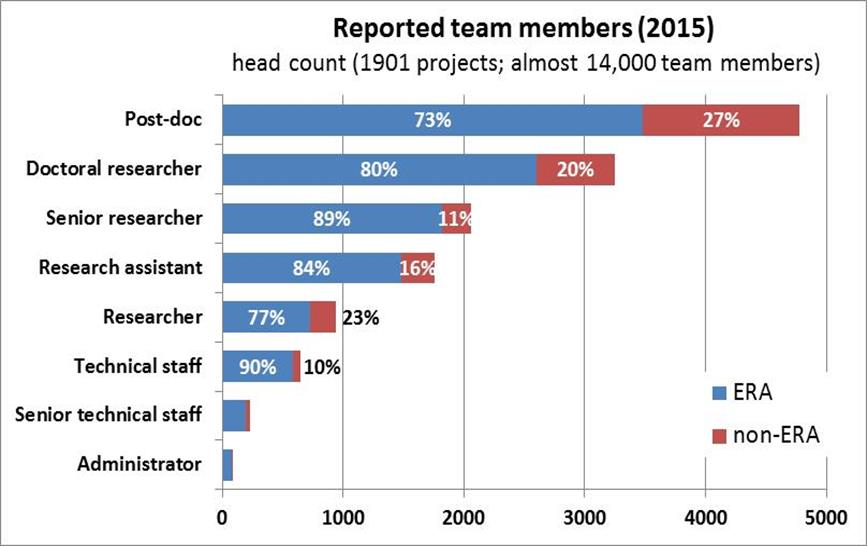 Reported team members (2015)
head count (1901 projects; almost 14,000 team members)
Post-doc 73% 27%
Doctoral researcher 80% 20%
Senior researcher 89% 11%
Research assistant 84% 16%
Researcher 77% 23%
Technical staff 90% 10%
Senior technical staff
Administrator
ERA
non-ERA
0 1000 2000 3000 4000 5000